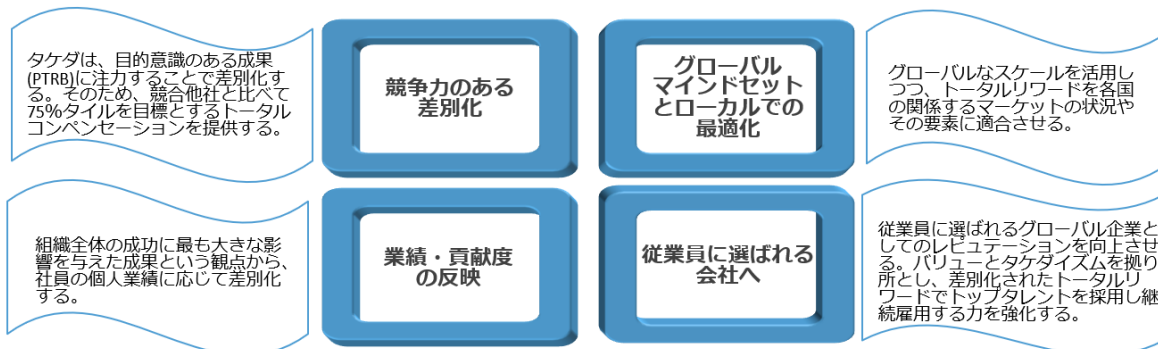 タケダは、目的意識のある成果
(PTRB)に注力することで差別化す
る。そのため、競合他社と比べて
75%タイルを目標とするトータル
コンペンセーションを提供する。
競争力のある
差別化
グローバル
マインドセット
とローカルでの
最適化
グローバルなスケールを活用し
つつ、トータルリワードを各国
の関係するマーケットの状況や
その要素に適合させる。
組織全体の成功に最も大きな影
響を与えた成果という観点から、
社員の個人業績に応じて差別化
する。
業績・貢献度
の反映
従業員に選ばれる
会社へ
従業員に選ばれるグローバル企業と
してのレピュテーションを向上させ
る。バリューとタケダイズムを拠り
所とし、差別化されたトータルリ
ワードでトップタレントを採用し継
続雇用する力を強化する。